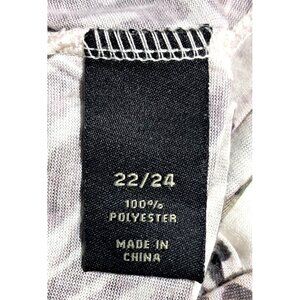 22/24
100%
POLYESTER
MADE IN
CHINA